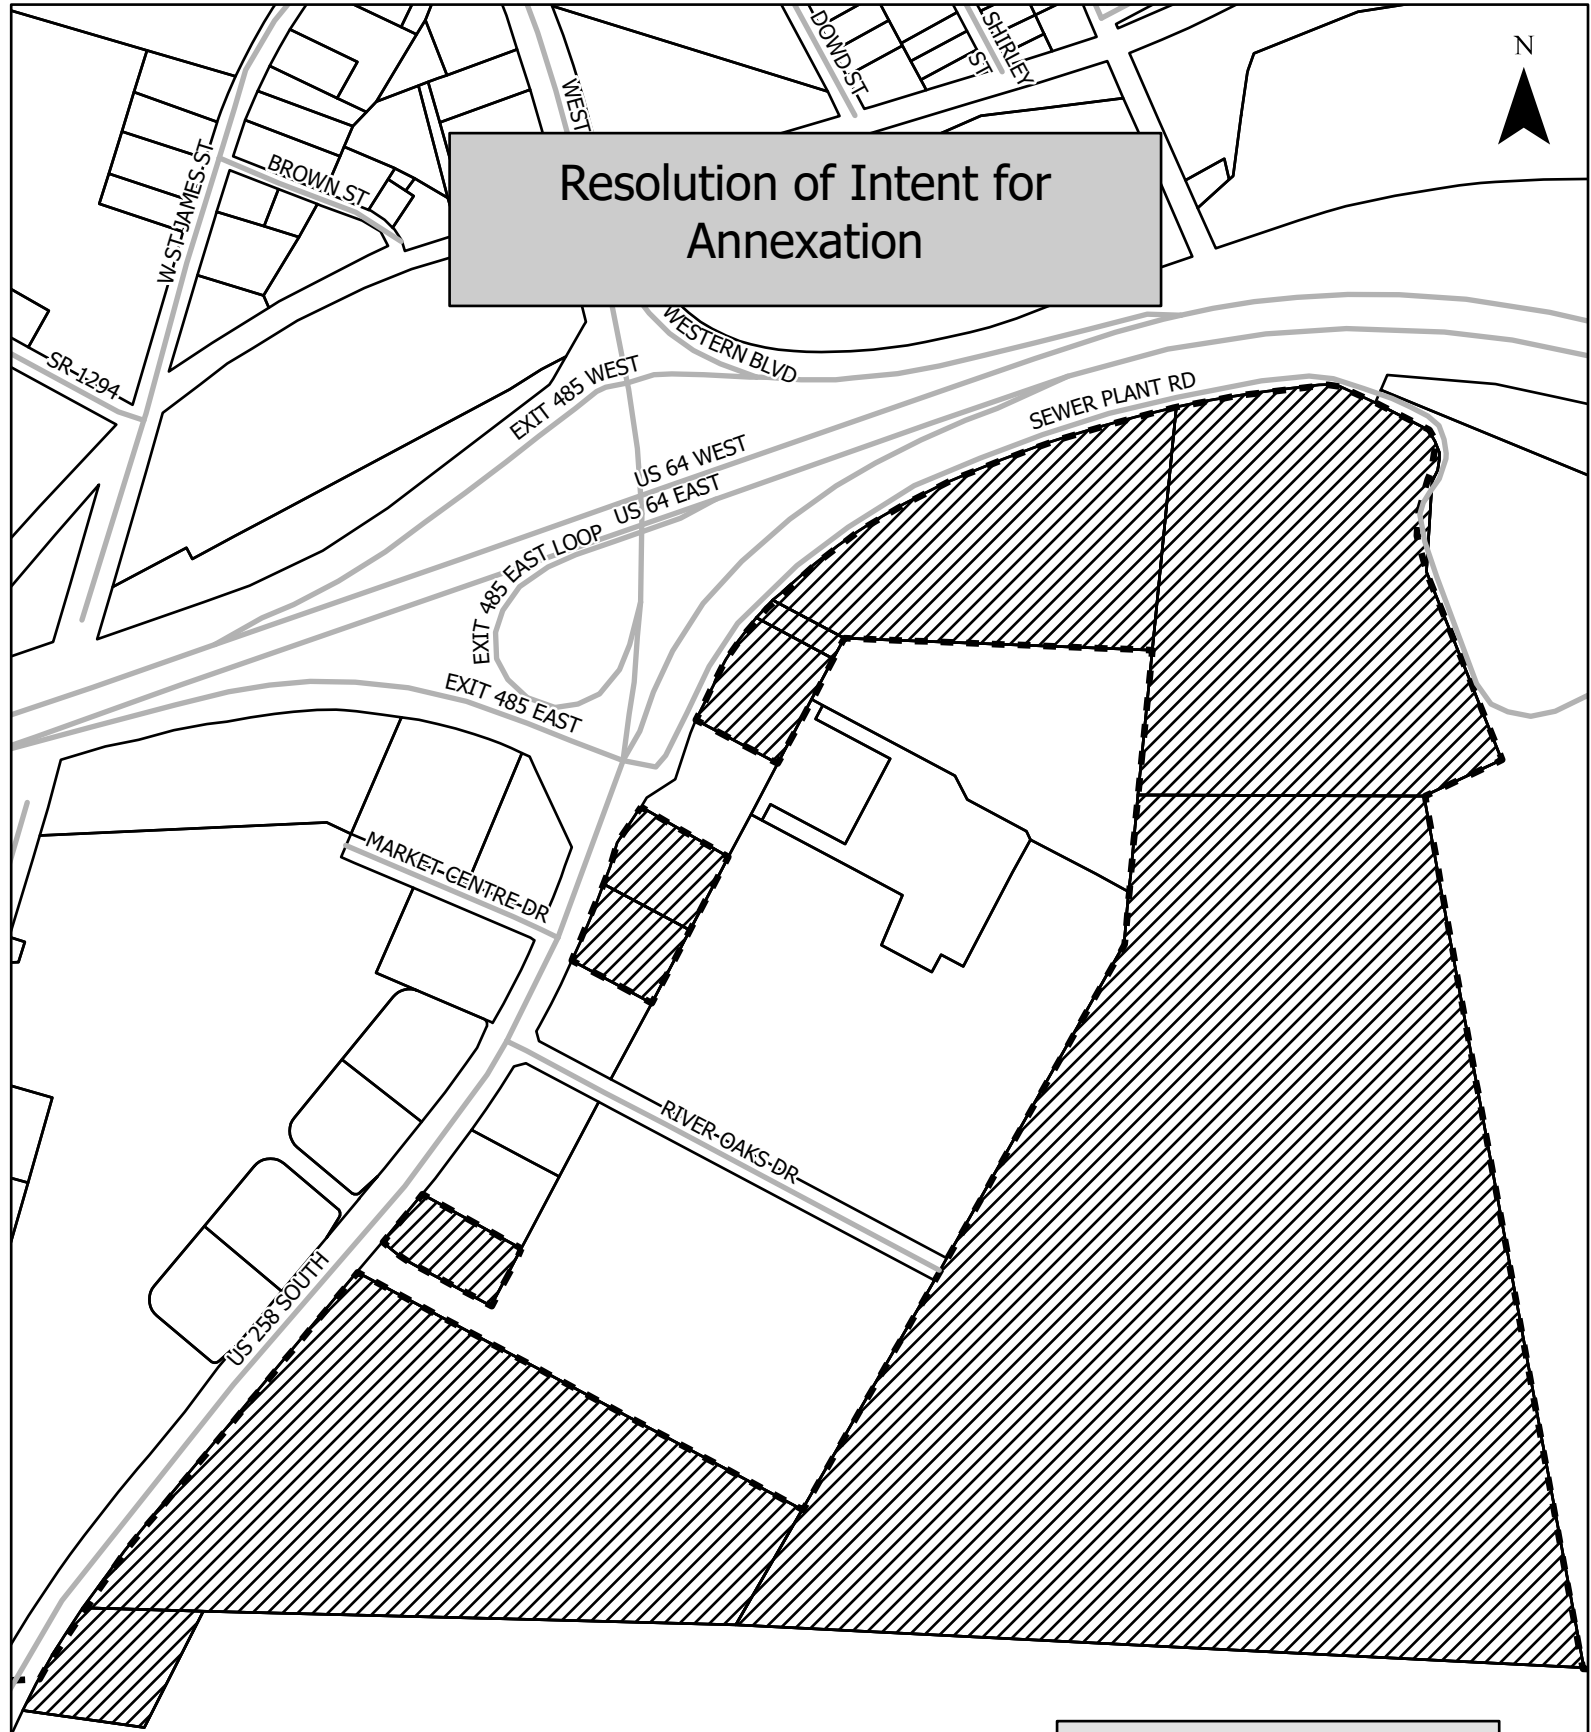 DOWD ST
SHIRLEY
ST
N
WEST
Resolution of Intent for
Annexation
W ST JAMES ST
BROWN ST
SR 1294
WESTERN BLVD
EXIT 485 WEST
SEWER PLANT RD
US 64 WEST
US 64 EAST
EXIT 485 EAST LOOP
EXIT 485 EAST
MARKET CENTRE DR
RIVER OAKS DR
US 258 SOUTH